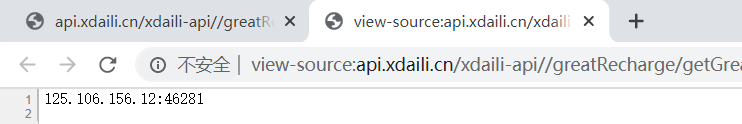 api.xdaili.cn/xdaili-api//greatR
view-source:api.xdaili.cn/xdaili
不安全 | view-source:api.xdaili.cn/xdaili-api//greatRecharge/getGrea
1 125.106.156.12:46281
2